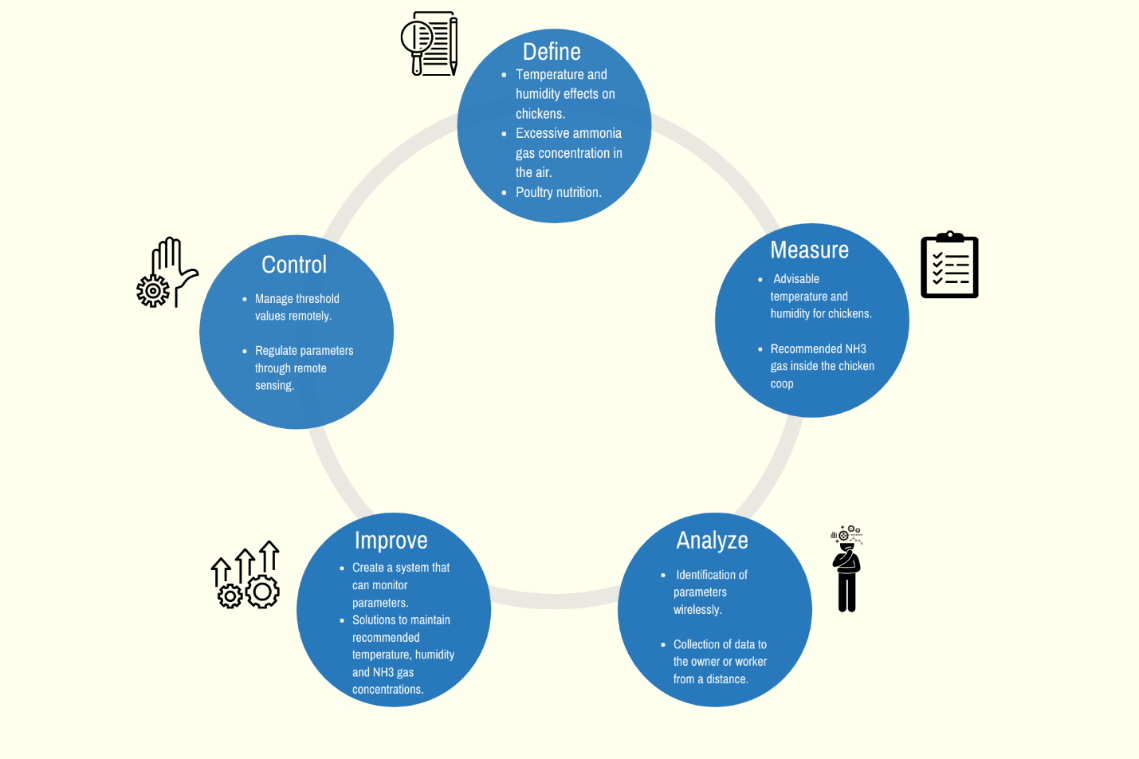 Define
• Temperature and
humidity effects on
chickens.
• Excessive ammonia
gas concentration in
the air.
• Poultry nutrition.
Measure
• Advisable
temperature and
humidity for chickens.
• Recommended NH3
gas inside the chicken
coop
Analyze
• Identification of
parameters
wirelessly.
• Collection of data to
the owner or worker
from a distance.
Improve
• Create a system that
can monitor
parameters.
• Solutions to maintain
recommended
temperature, humidity
and NH3 gas
concentrations.
Control
• Manage threshold
values remotely.
• Regulate parameters
through remote
sensing.